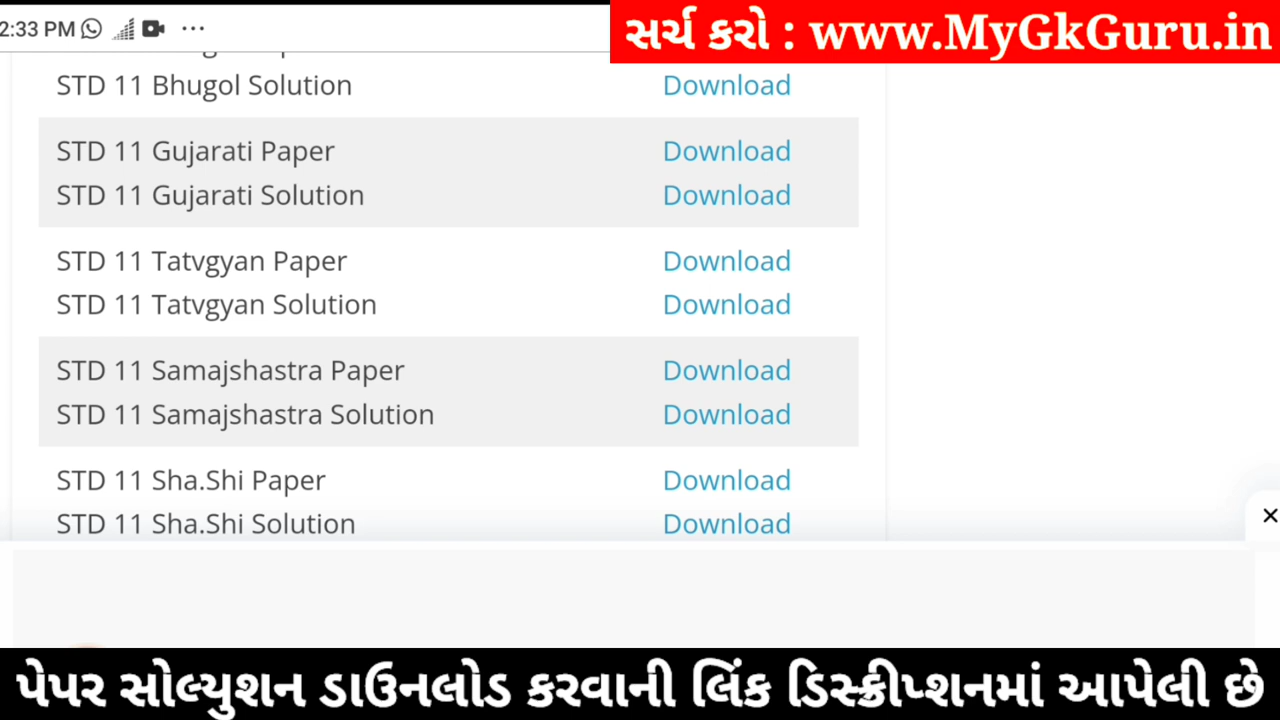 2:33 PM
સર્ચ કરો : www.MyGkGuru.in
STD 11 Bhugol Solution Download
STD 11 Gujarati Paper Download
STD 11 Gujarati Solution Download
STD 11 Tatvgyan Paper Download
STD 11 Tatvgyan Solution Download
STD 11 Samajshastra Paper Download
STD 11 Samajshastra Solution Download
STD 11 Sha.Shi Paper Download
STD 11 Sha.Shi Solution Download
પેપર સોલ્યુશન ડાઉનલોડ કરવાની લિંક ડિસ્ક્રીપ્શનમાં આપેલી છે